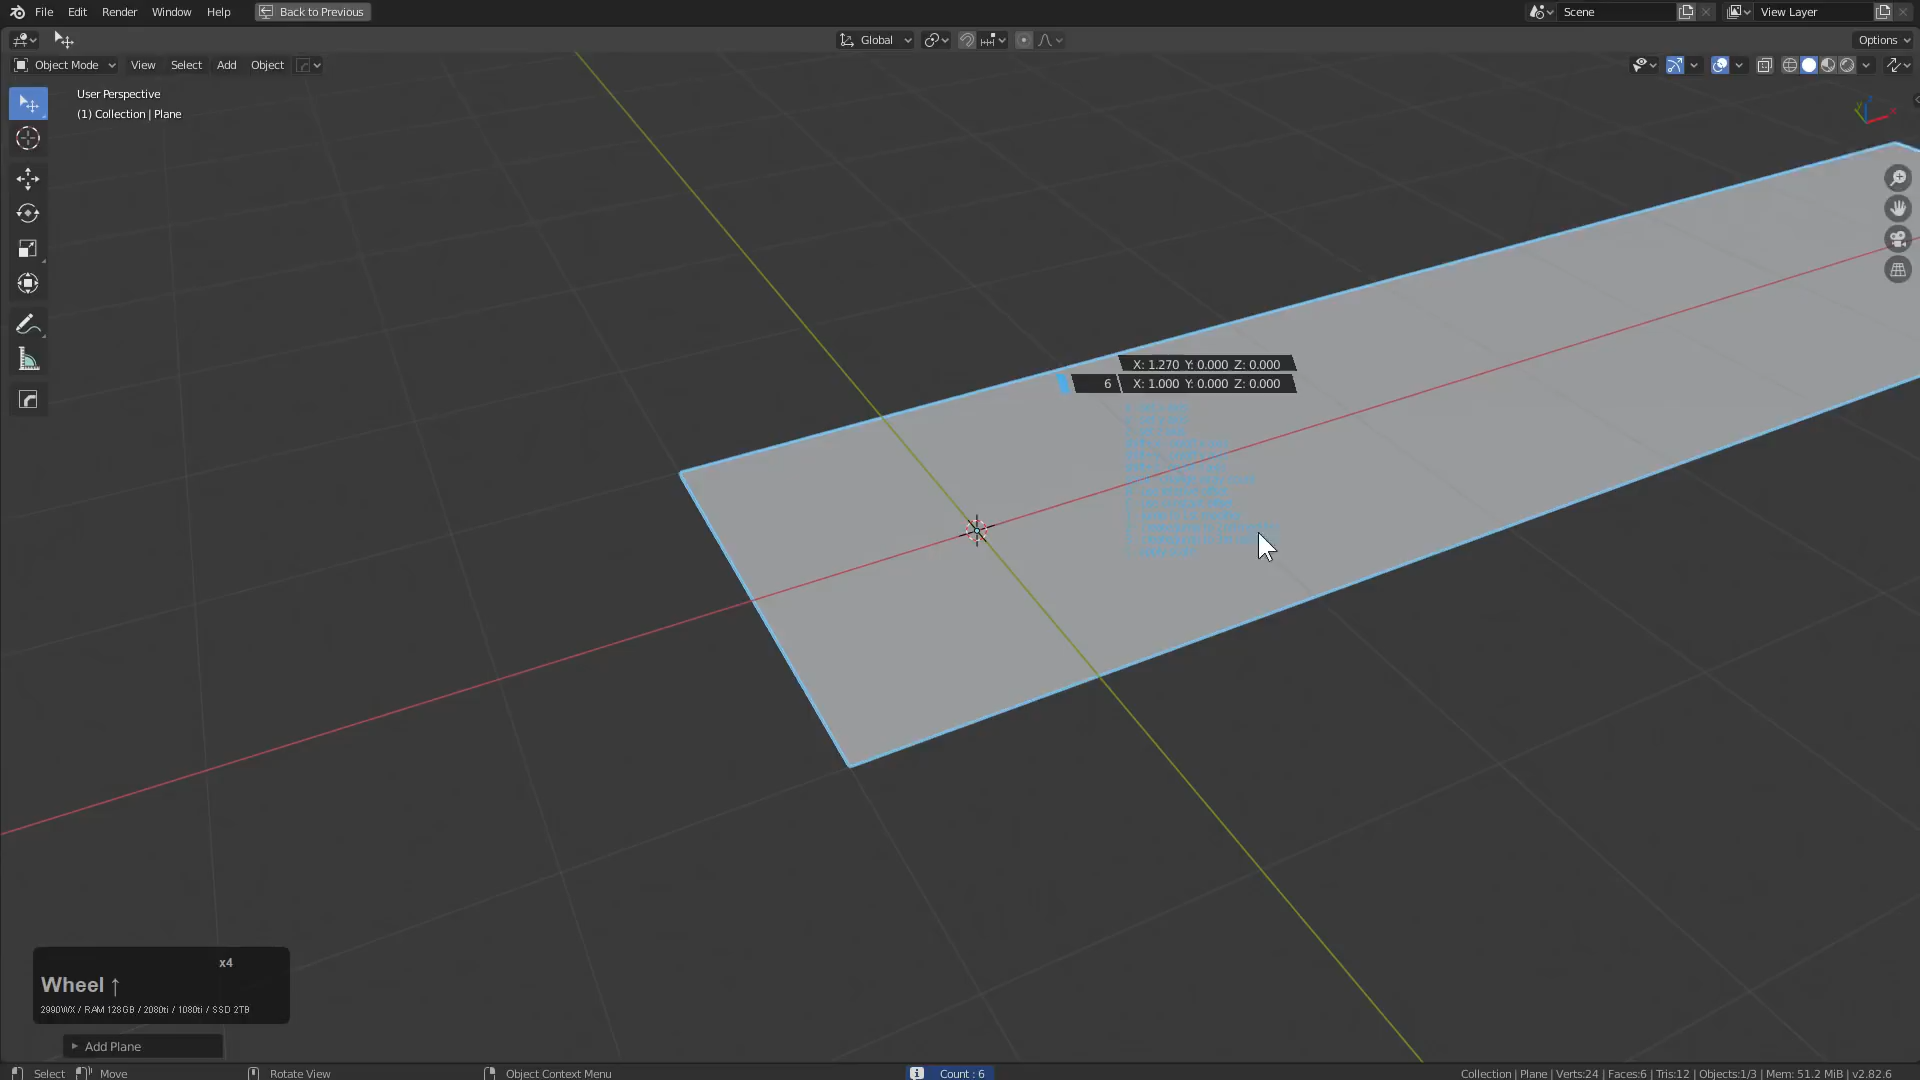 File Edit Render Window Help Back to Previous Scene View Layer
Global Options
Object Mode View Select Add Object
User Perspective
(1) Collection | Plane
X: 1.270 Y: 0.000 Z: 0.000
6 X: 1.000 Y: 0.000 Z: 0.000
x4
Wheel ↑
2990WX / RAM 128GB / 2080ti / 1080ti / SSD 2TB
Add Plane
Select Move Rotate View Object Context Menu Count : 6 Collection | Plane | Verts:24 | Faces:6 | Tris:12 | Objects:1/3 | Mem: 51.2 MiB | v2.82.6